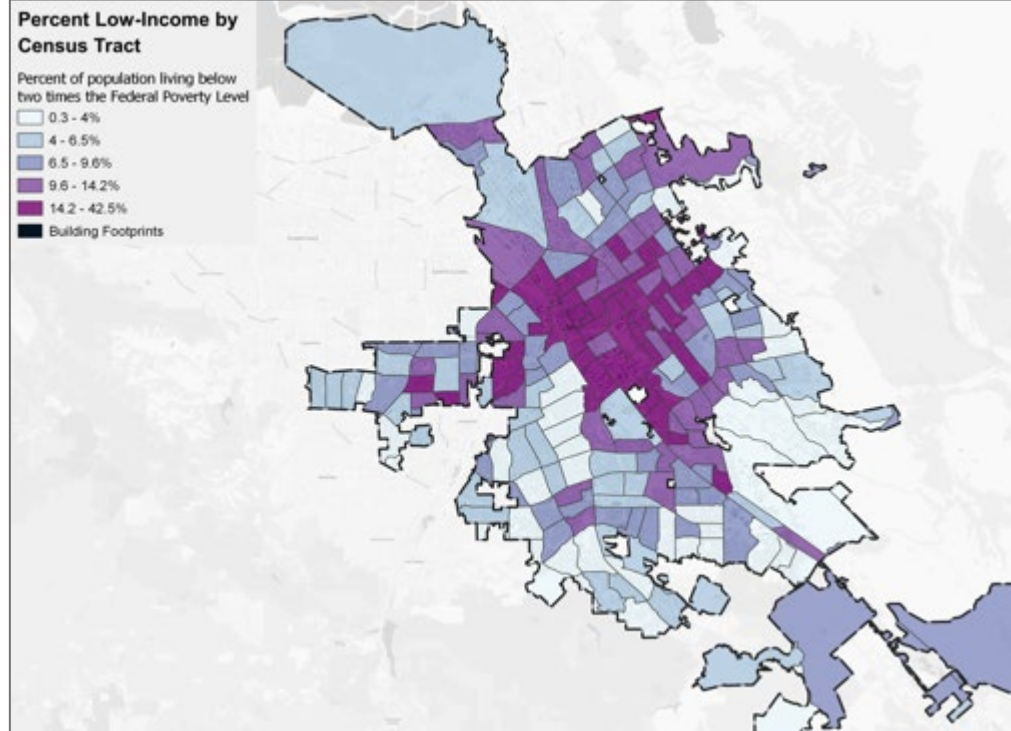 Percent Low-Income by
Census Tract
Percent of population living below
two times the Federal Poverty Level
0.3 - 4%
4 - 6.5%
6.5 - 9.6%
9.6 - 14.2%
14.2 - 42.5%
Building Footprints